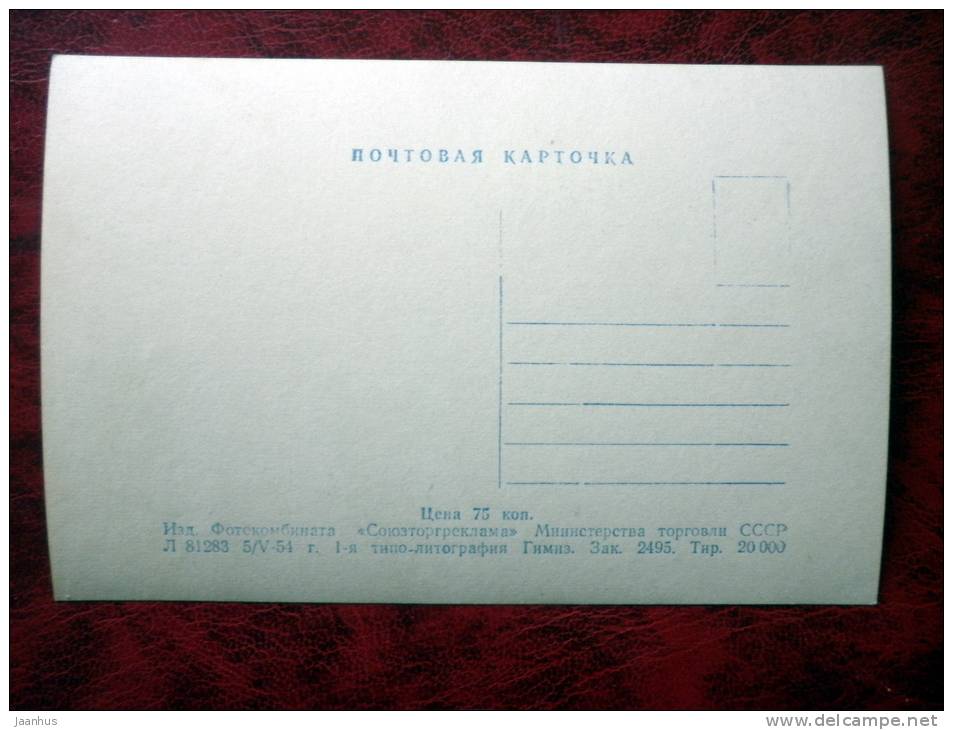 ПОЧТОВАЯ КАРТОЧКА
Цена 75 коп.
Изд. Фотокомбината «Союзторгреклама» Министерства торговли СССР
Л 81283 5/V-54 г. 1-я типо-литография Гимиз. Зак. 2495. Тир. 20 000
jaanhus
www.delcampe.net